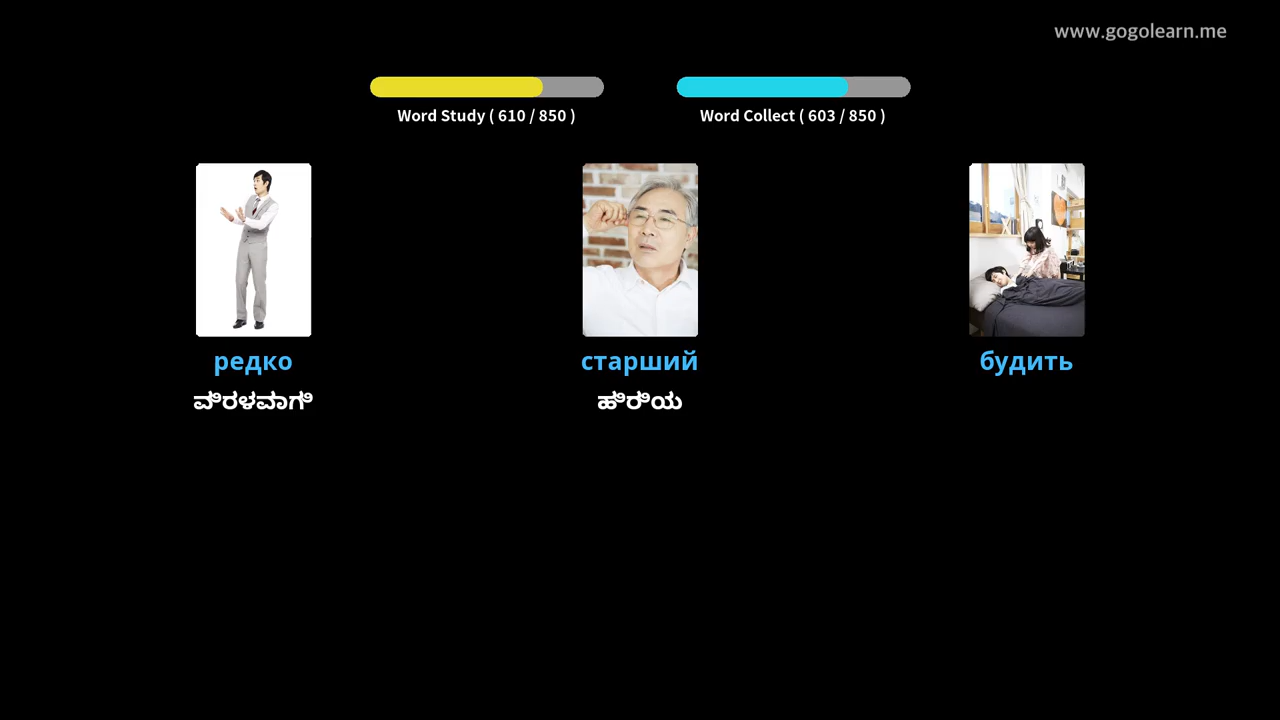 www.gogolearn.me
Word Study ( 610 / 850 )
Word Collect ( 603 / 850 )
редко
старший
будить
ವಿರಳವಾಗಿ
ಹಿರಿಯ